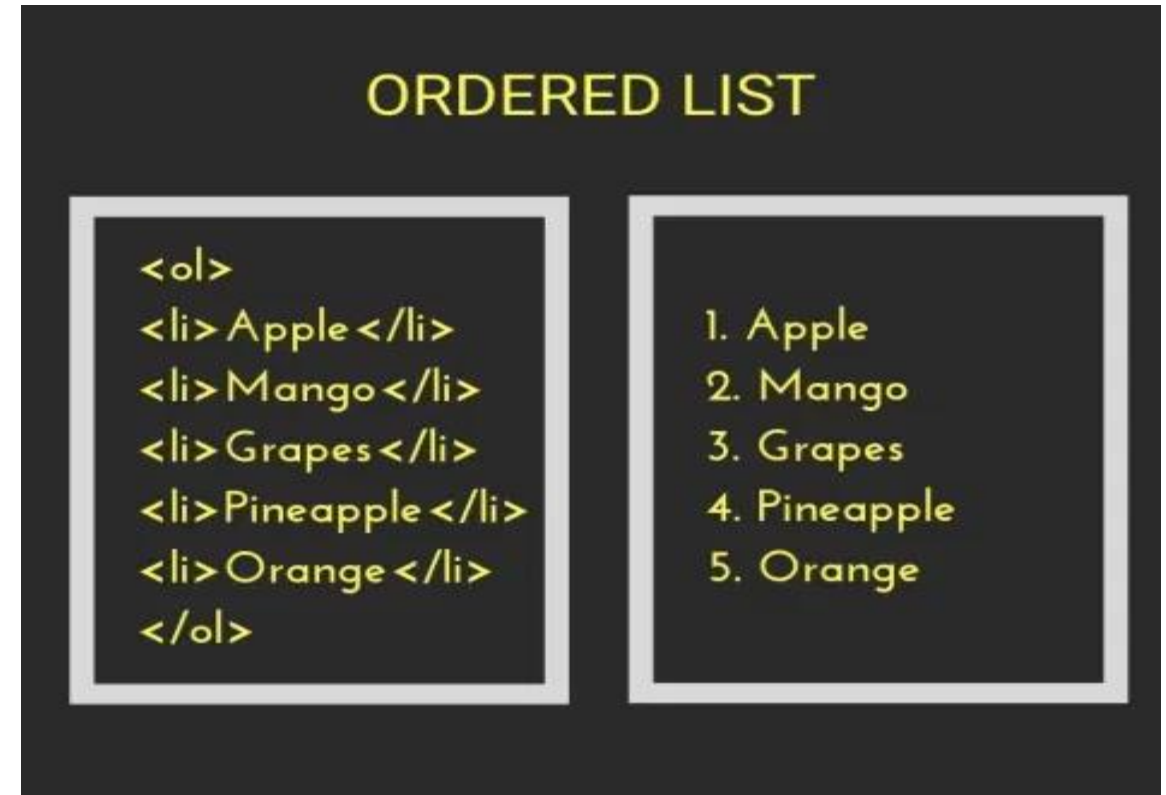 ORDERED LIST
<ol>
<li>Apple</li>
<li>Mango</li>
<li>Grapes</li>
<li>Pineapple</li>
<li>Orange</li>
</ol>
1. Apple
2. Mango
3. Grapes
4. Pineapple
5. Orange